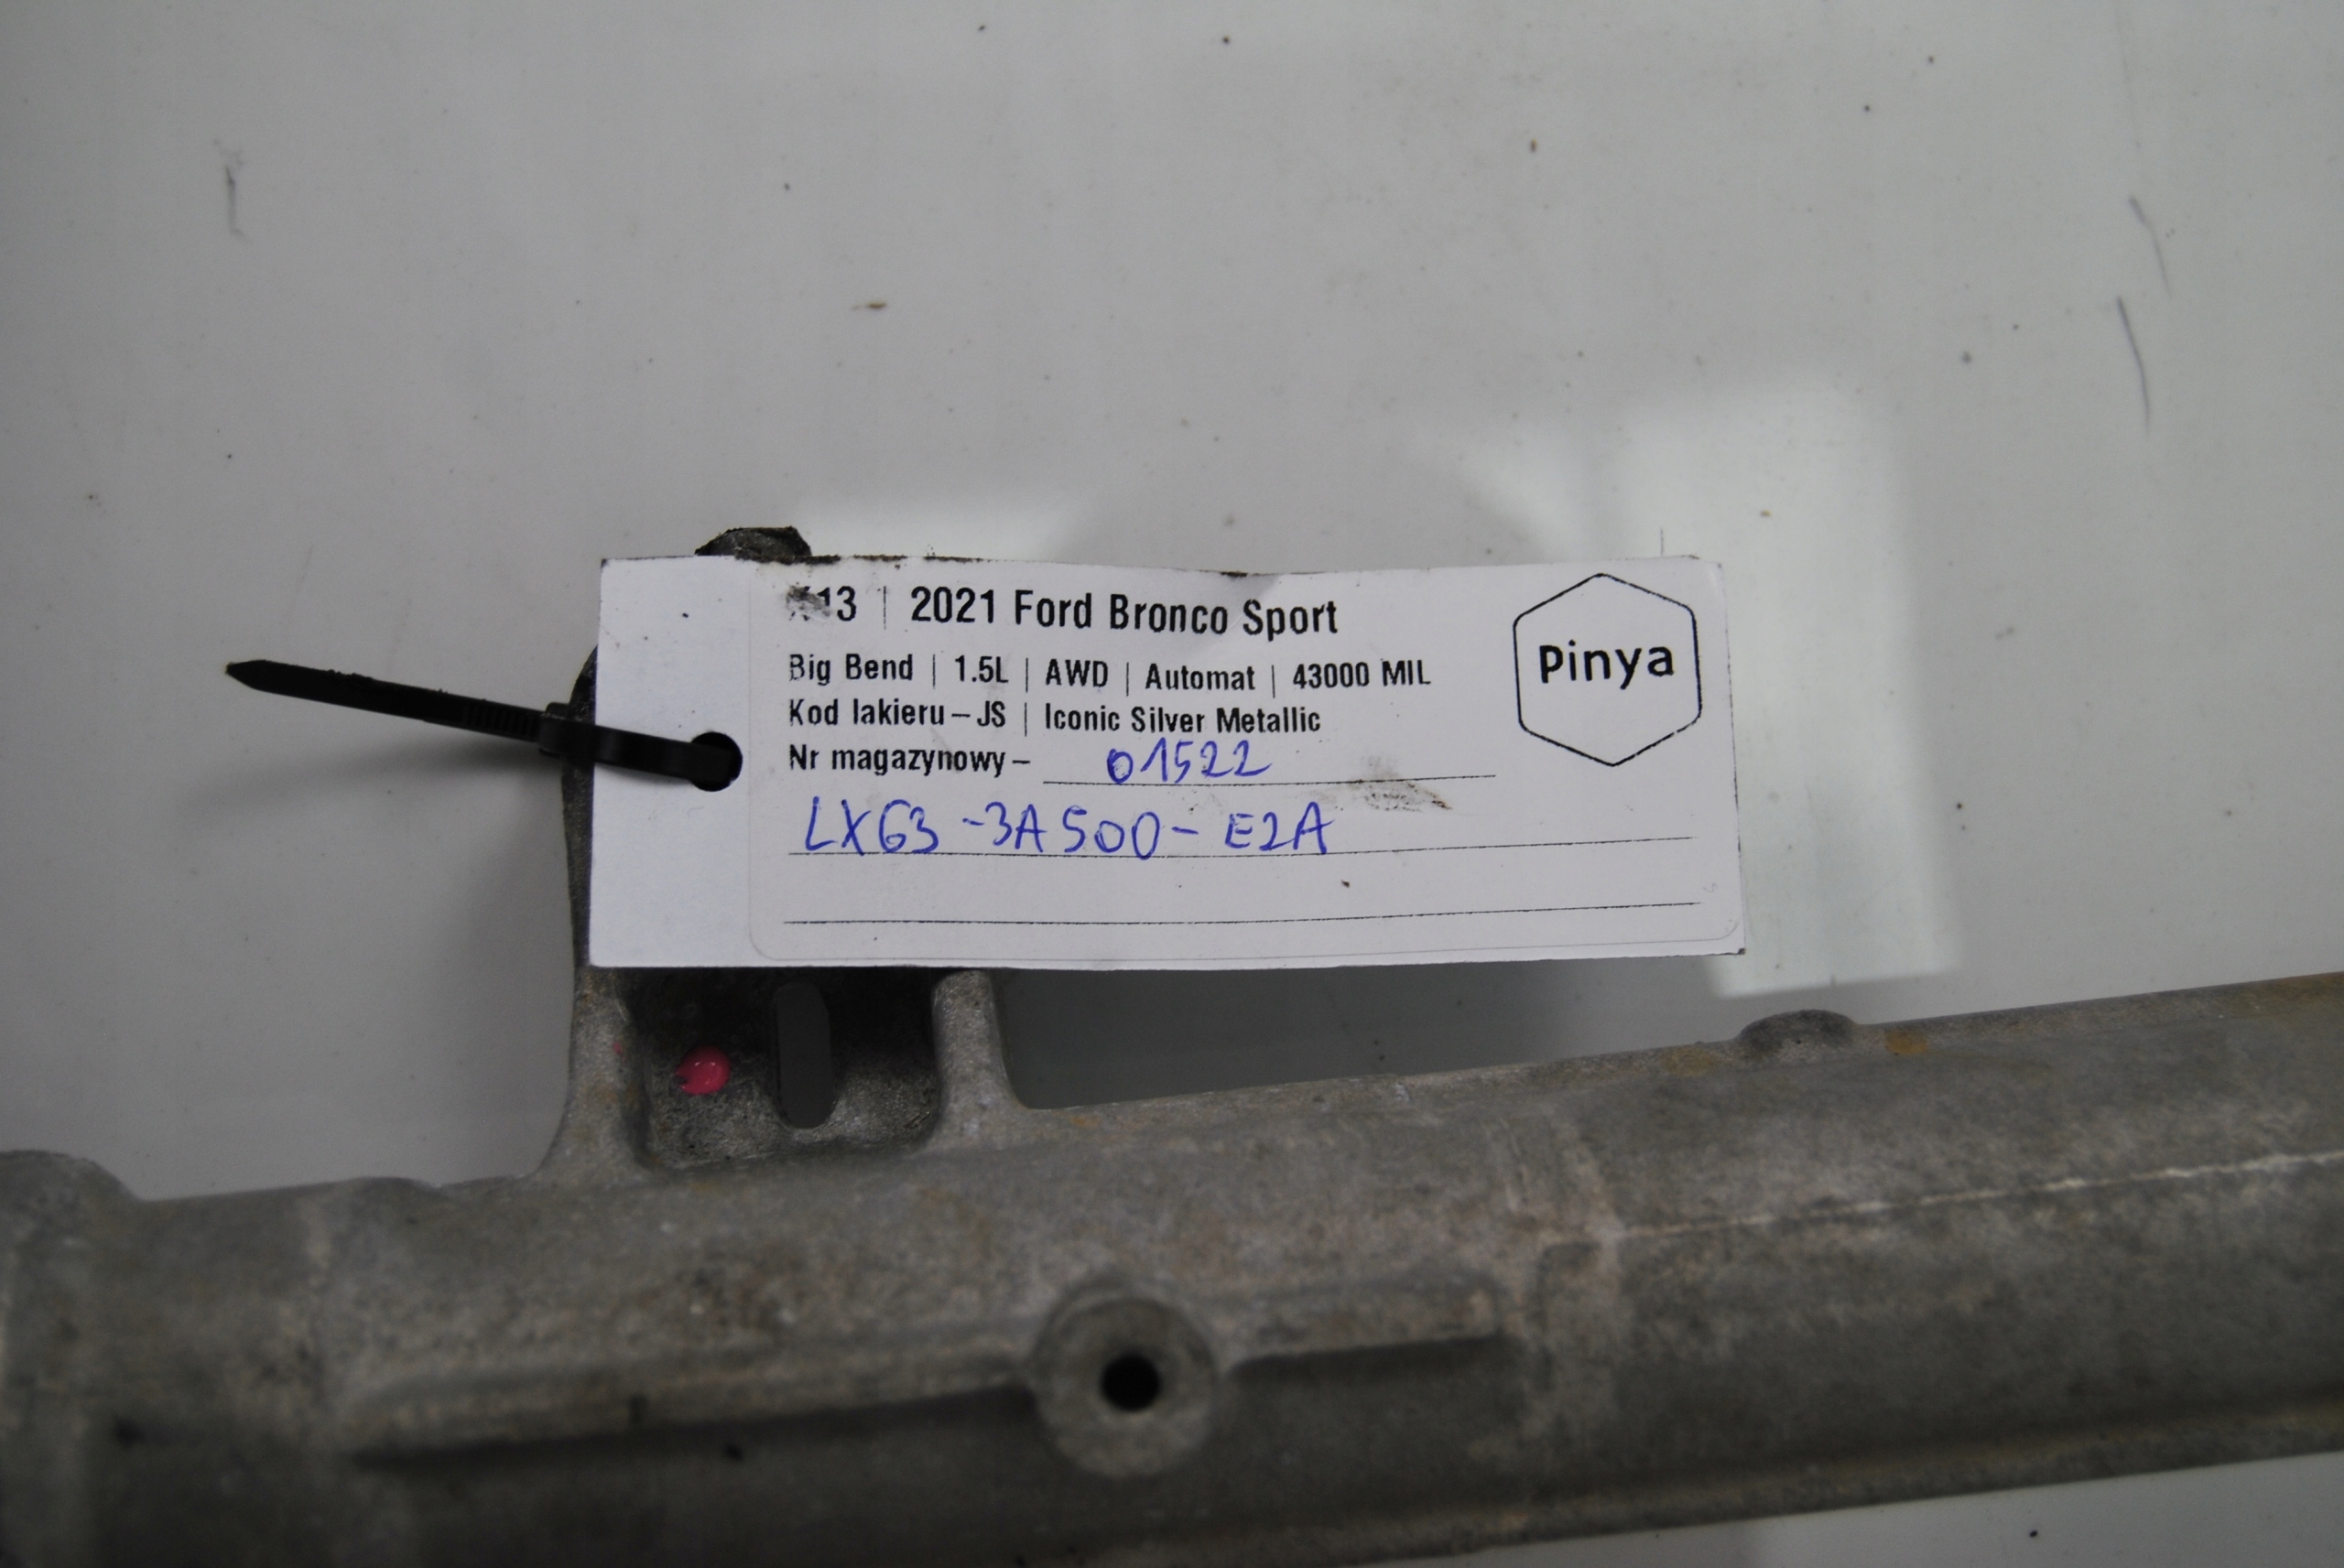 13 | 2021 Ford Bronco Sport
Big Bend | 1.5L | AWD | Automat | 43000 MIL
Kod lakieru – JS | Iconic Silver Metallic
Nr magazynowy – 01522
LX63-3A500-E2A
Pinya